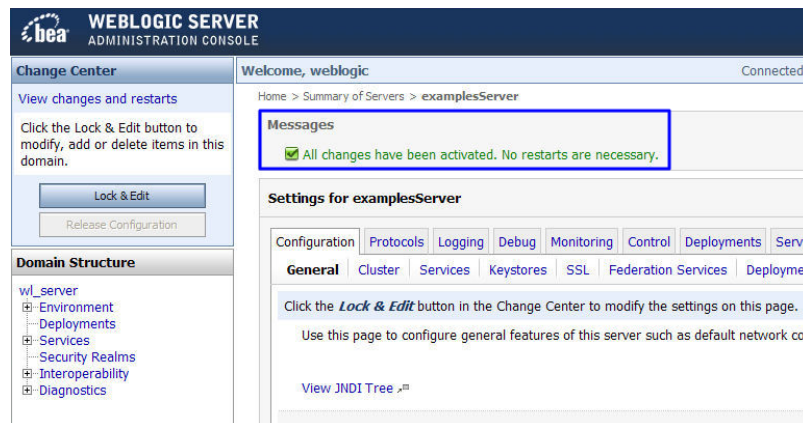 bea
WEBLOGIC SERVER
ADMINISTRATION CONSOLE
Change Center
View changes and restarts
Click the Lock & Edit button to
modify, add or delete items in this
domain.
Lock & Edit
Release Configuration
Domain Structure
wl_server
Environment
Deployments
Services
Security Realms
Interoperability
Diagnostics
Welcome, weblogic
Connected
Home > Summary of Servers > examplesServer
Messages
All changes have been activated. No restarts are necessary.
Settings for examplesServer
Configuration Protocols Logging Debug Monitoring Control Deployments Serv
General Cluster Services Keystores SSL Federation Services Deployme
Click the Lock & Edit button in the Change Center to modify the settings on this page.
Use this page to configure general features of this server such as default network co
View JNDI Tree